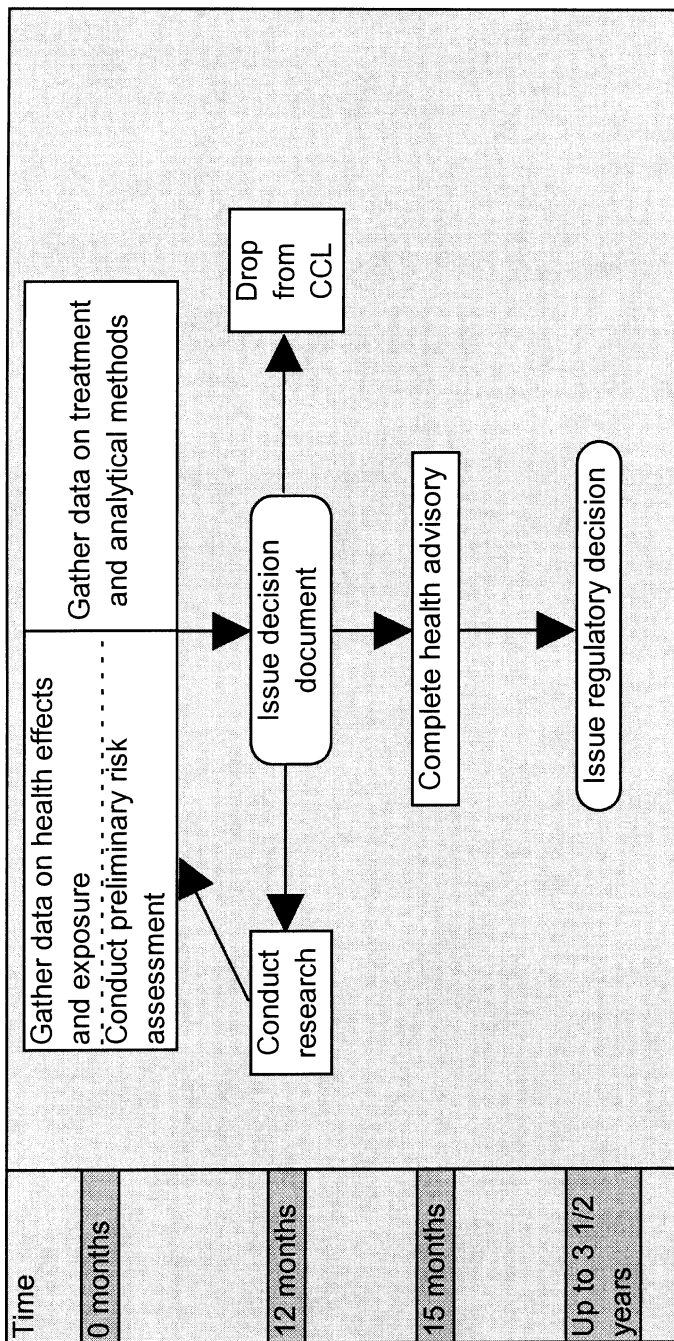 Time
0 months
12 months
15 months
Up to 3 1/2
years
Gather data on health effects
and exposure
Conduct preliminary risk
assessment
Gather data on treatment
and analytical methods
Conduct
research
Issue decision
document
Drop
from
CCL
Complete health advisory
Issue regulatory decision